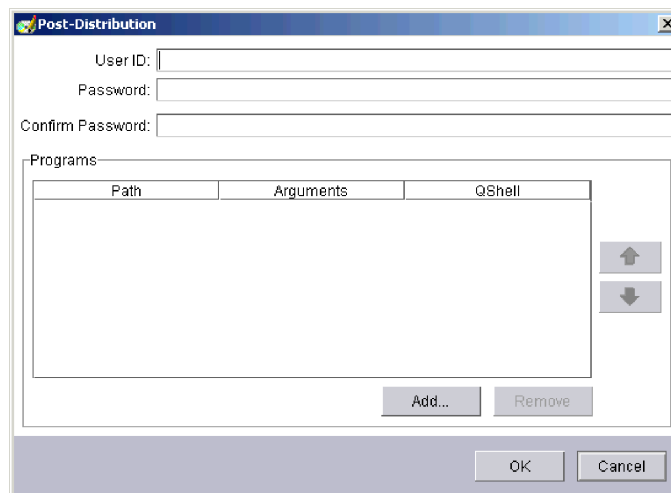 Post-Distribution
User ID:
Password:
Confirm Password:
Programs
Path Arguments QShell
Add... Remove
OK Cancel